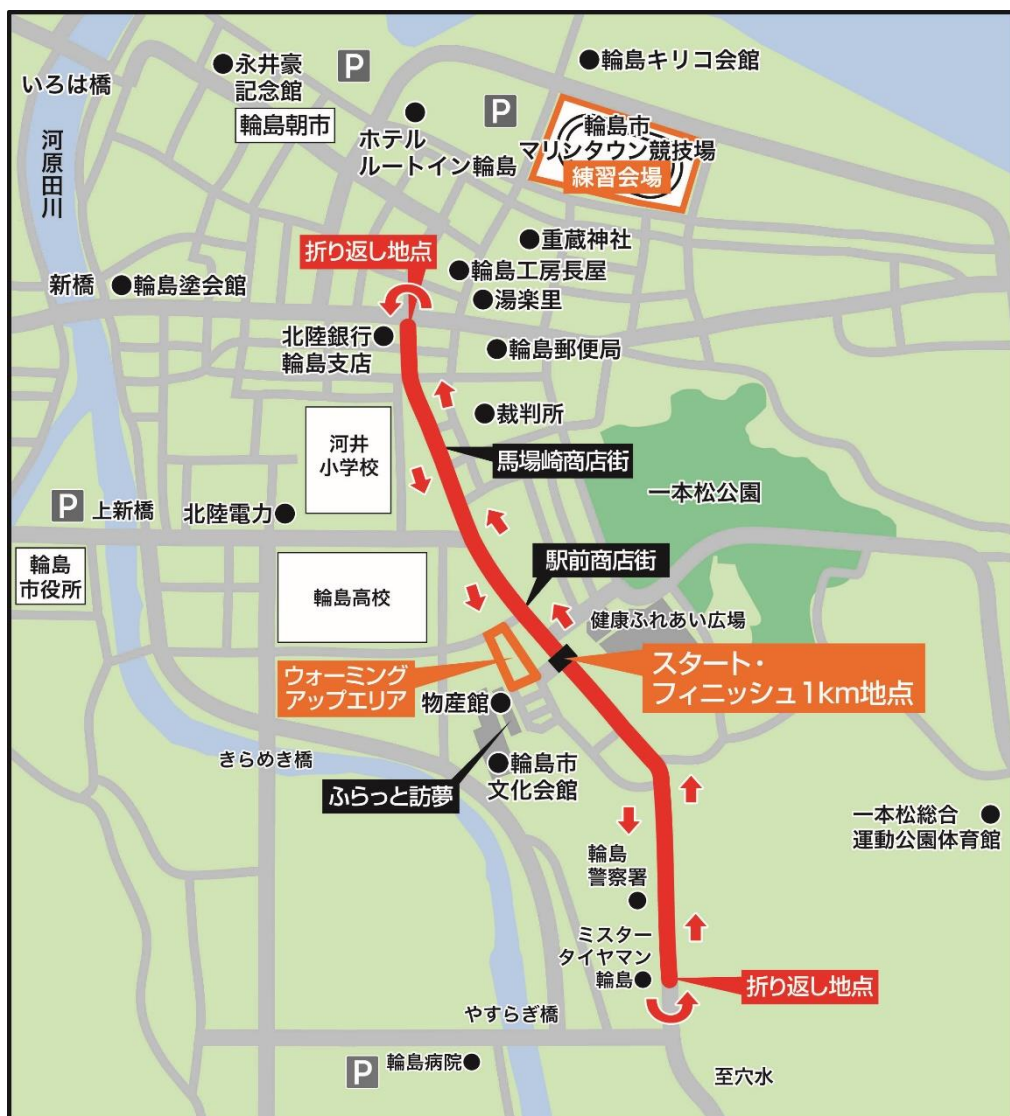 いろは橋
永井豪
記念館
輪島朝市
P
ホテル
ルートイン輪島
P
輪島キリコ会館
輪島市
マリンタウン競技場
練習会場
河原田川
折り返し地点
重蔵神社
輪島工房長屋
湯楽里
新橋
輪島塗会館
北陸銀行
輪島支店
輪島郵便局
裁判所
河井
小学校
馬場崎商店街
一本松公園
P
上新橋
北陸電力
輪島
市役所
輪島高校
駅前商店街
健康ふれあい広場
ウォーミング
アップエリア
スタート・
フィニッシュ1km地点
物産館
きらめき橋
輪島市
文化会館
ふらっと訪夢
一本松総合
運動公園体育館
輪島
警察署
ミスター
タイヤマン
輪島
折り返し地点
やすらぎ橋
P
輪島病院
至穴水